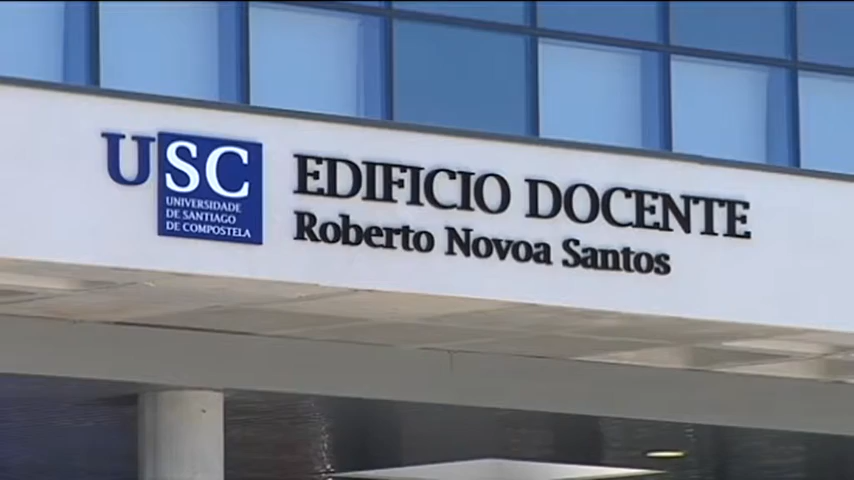 USC
UNIVERSIDADE
DE SANTIAGO
DE COMPOSTELA
EDIFICIO DOCENTE
Roberto Novoa Santos